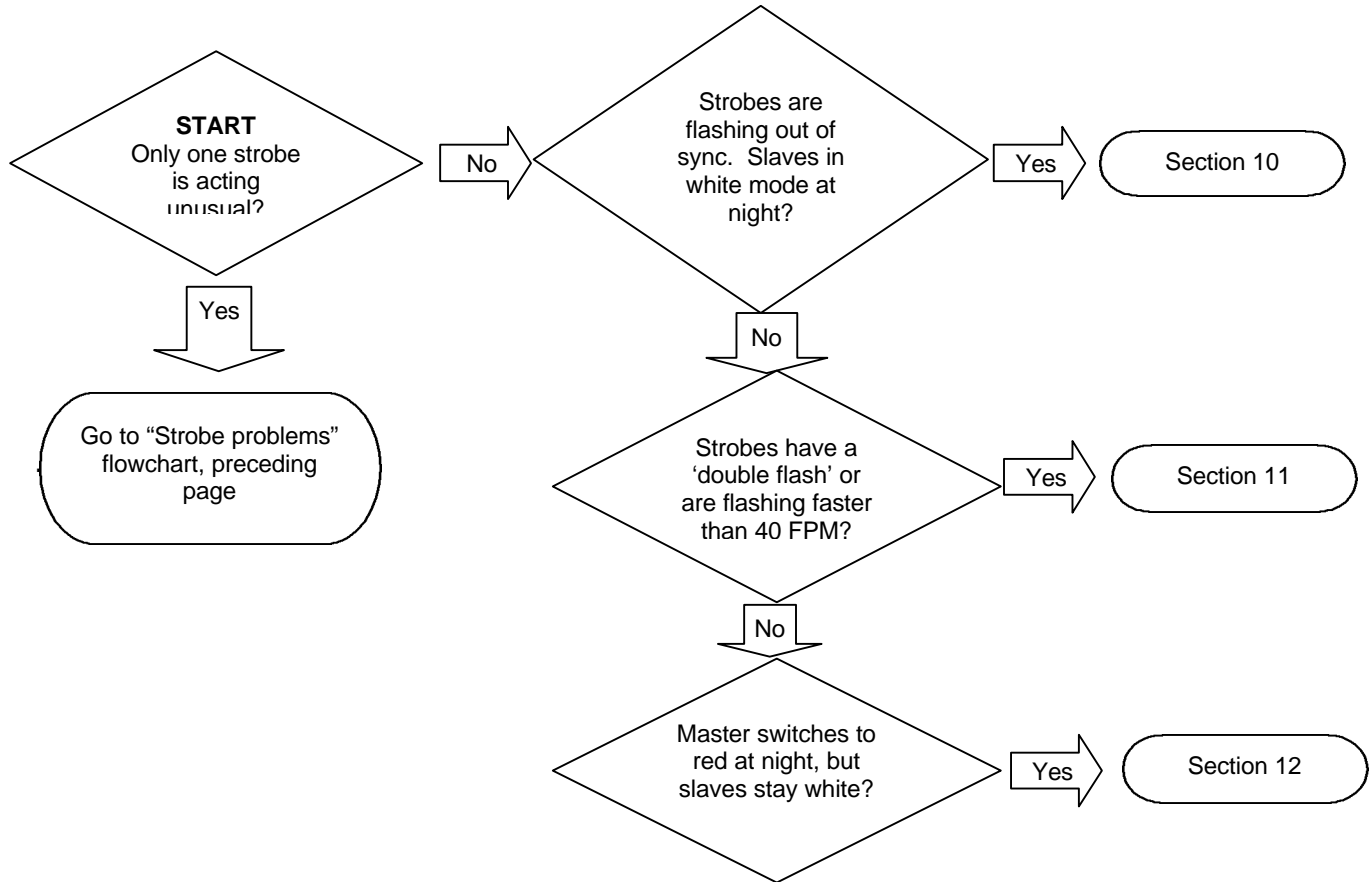 START
Only one strobe
is acting
unusual?
No
Strobes are
flashing out of
sync.  Slaves in
white mode at
night?
Yes
Section 10
Yes
Go to “Strobe problems”
flowchart, preceding
page
No
Strobes have a
‘double flash’ or
are flashing faster
than 40 FPM?
Yes
Section 11
No
Master switches to
red at night, but
slaves stay white?
Yes
Section 12